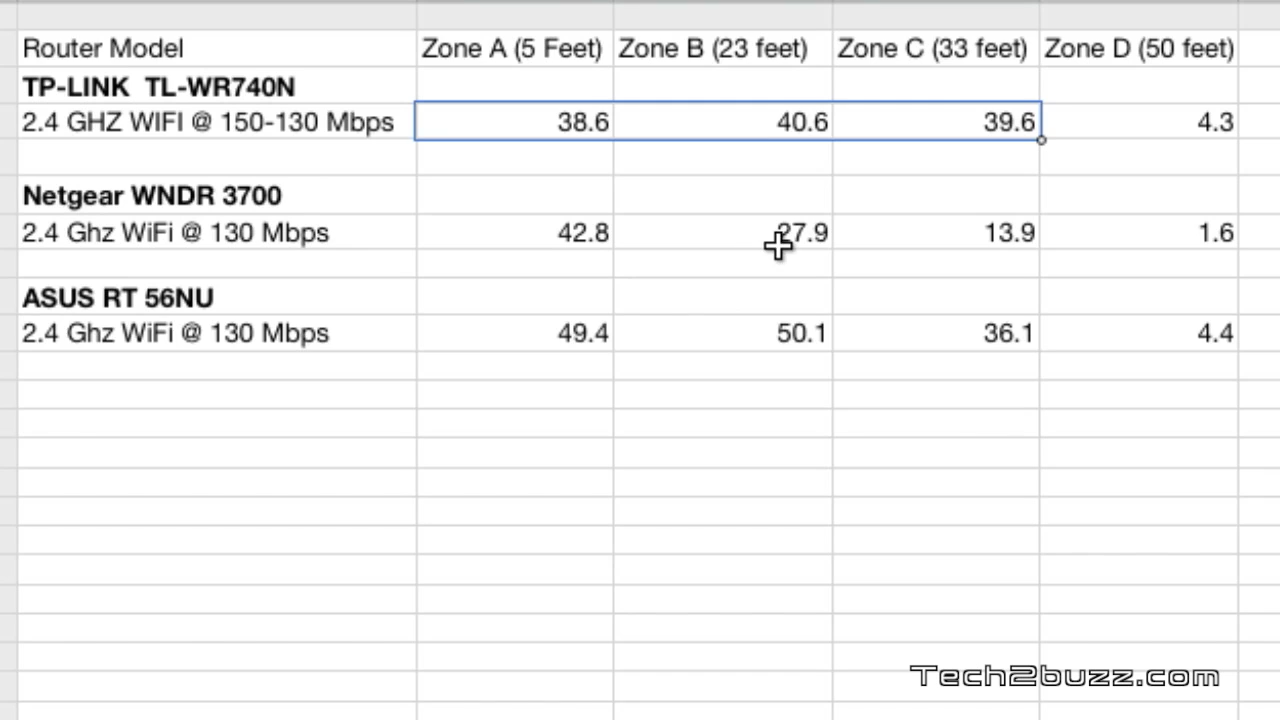 Router Model Zone A (5 Feet) Zone B (23 feet) Zone C (33 feet) Zone D (50 feet)
TP-LINK  TL-WR740N
2.4 GHZ WIFI @ 150-130 Mbps 38.6 40.6 39.6 4.3
Netgear WNDR 3700
2.4 Ghz WiFi @ 130 Mbps 42.8 27.9 13.9 1.6
ASUS RT 56NU
2.4 Ghz WiFi @ 130 Mbps 49.4 50.1 36.1 4.4
Tech2buzz.com